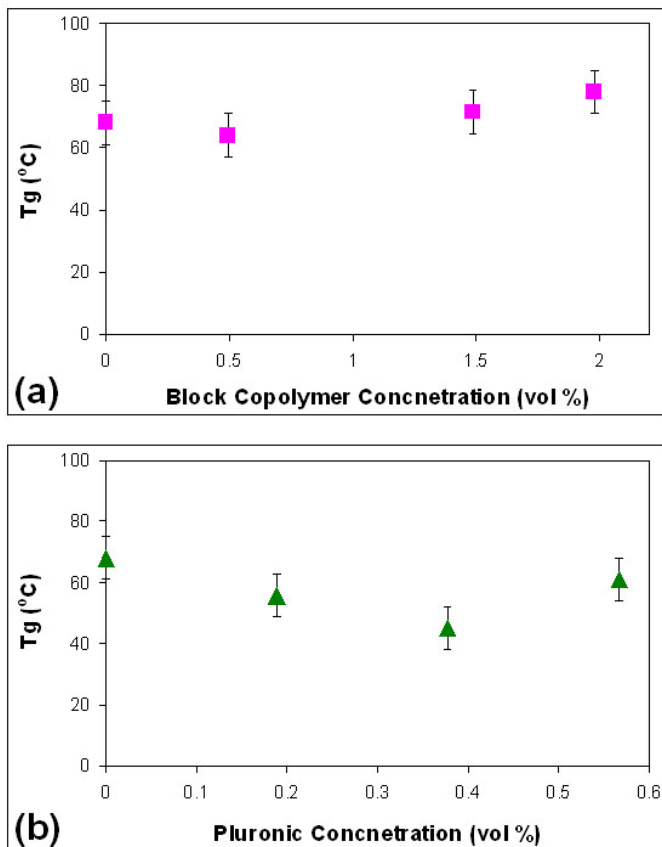 100
80
60
40
20
0
Tg (°C)
0 0.5 1 1.5 2
(a) Block Copolymer Concnetration (vol %)
100
80
60
40
20
0
Tg (°C)
0 0.1 0.2 0.3 0.4 0.5 0.6
(b) Pluronic Concnetration (vol %)